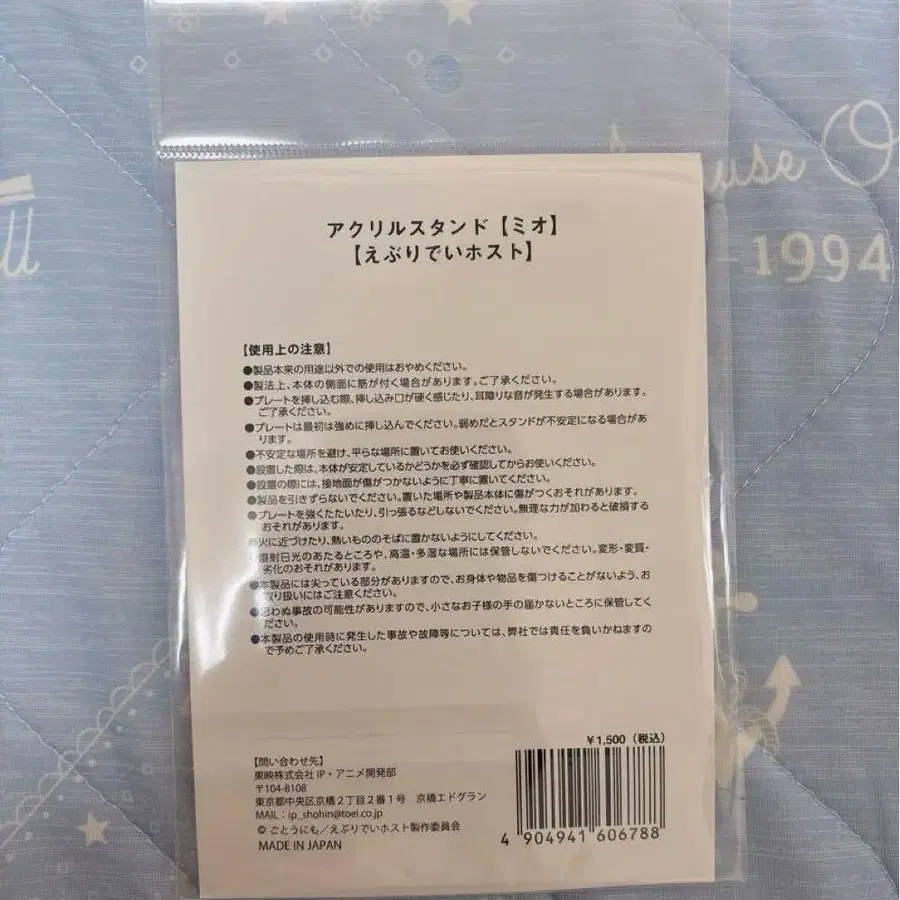 アクリルスタンド【ミオ】
【えぶりでいホスト】
use O
1994
【使用上の注意】
●製品本来の用途以外での使用はおやめください。
●製法上、本体の側面に筋が付く場合があります。ご了承ください。
●プレートを挿し込む際、挿し込み口が硬く感じたり、耳障りな音が発生する場合があります。
ご了承ください。
●プレートは最初は強めに挿し込んでください。弱めだとスタンドが不安定になる場合があ
ります。
●不安定な場所を避け、平らな場所に置いてお使いください。
●設置した際は、本体が安定しているかどうかを必ず確認してからお使いください。
●設置の際には、接地面が傷がつかないように丁寧に置いてください。
●製品を引きずらないでください。置いた場所や製品本体に傷がつくおそれがあります。
●プレートを強くたたいたり、引っ張るなどしないでください。無理な力が加わると破損する
おそれがあります。
●火に近づけたり、熱いもののそばに置かないようにしてください。
●直射日光のあたるところや、高温・多湿な場所には保管しないでください。変形・変質・
劣化のおそれがあります。
●本製品には尖っている部分がありますので、お身体や物品を傷つけることがないよう、お
取り扱いにはご注意ください。
●思わぬ事故の可能性がありますので、小さなお子様の手の届かないところに保管してく
ださい。
●本製品の使用時に発生した事故や故障等については、弊社では責任を負いかねますの
で予めご了承ください。
¥1,500（税込）
【問い合わせ先】
東映株式会社 IP・アニメ開発部
〒104-8108
東京都中央区京橋２丁目２番１号 京橋エドグラン
MAIL：ip_shohin@toei.co.jp
© ごとうにも／えぶりでいホスト製作委員会
MADE IN JAPAN
4 904941 606788